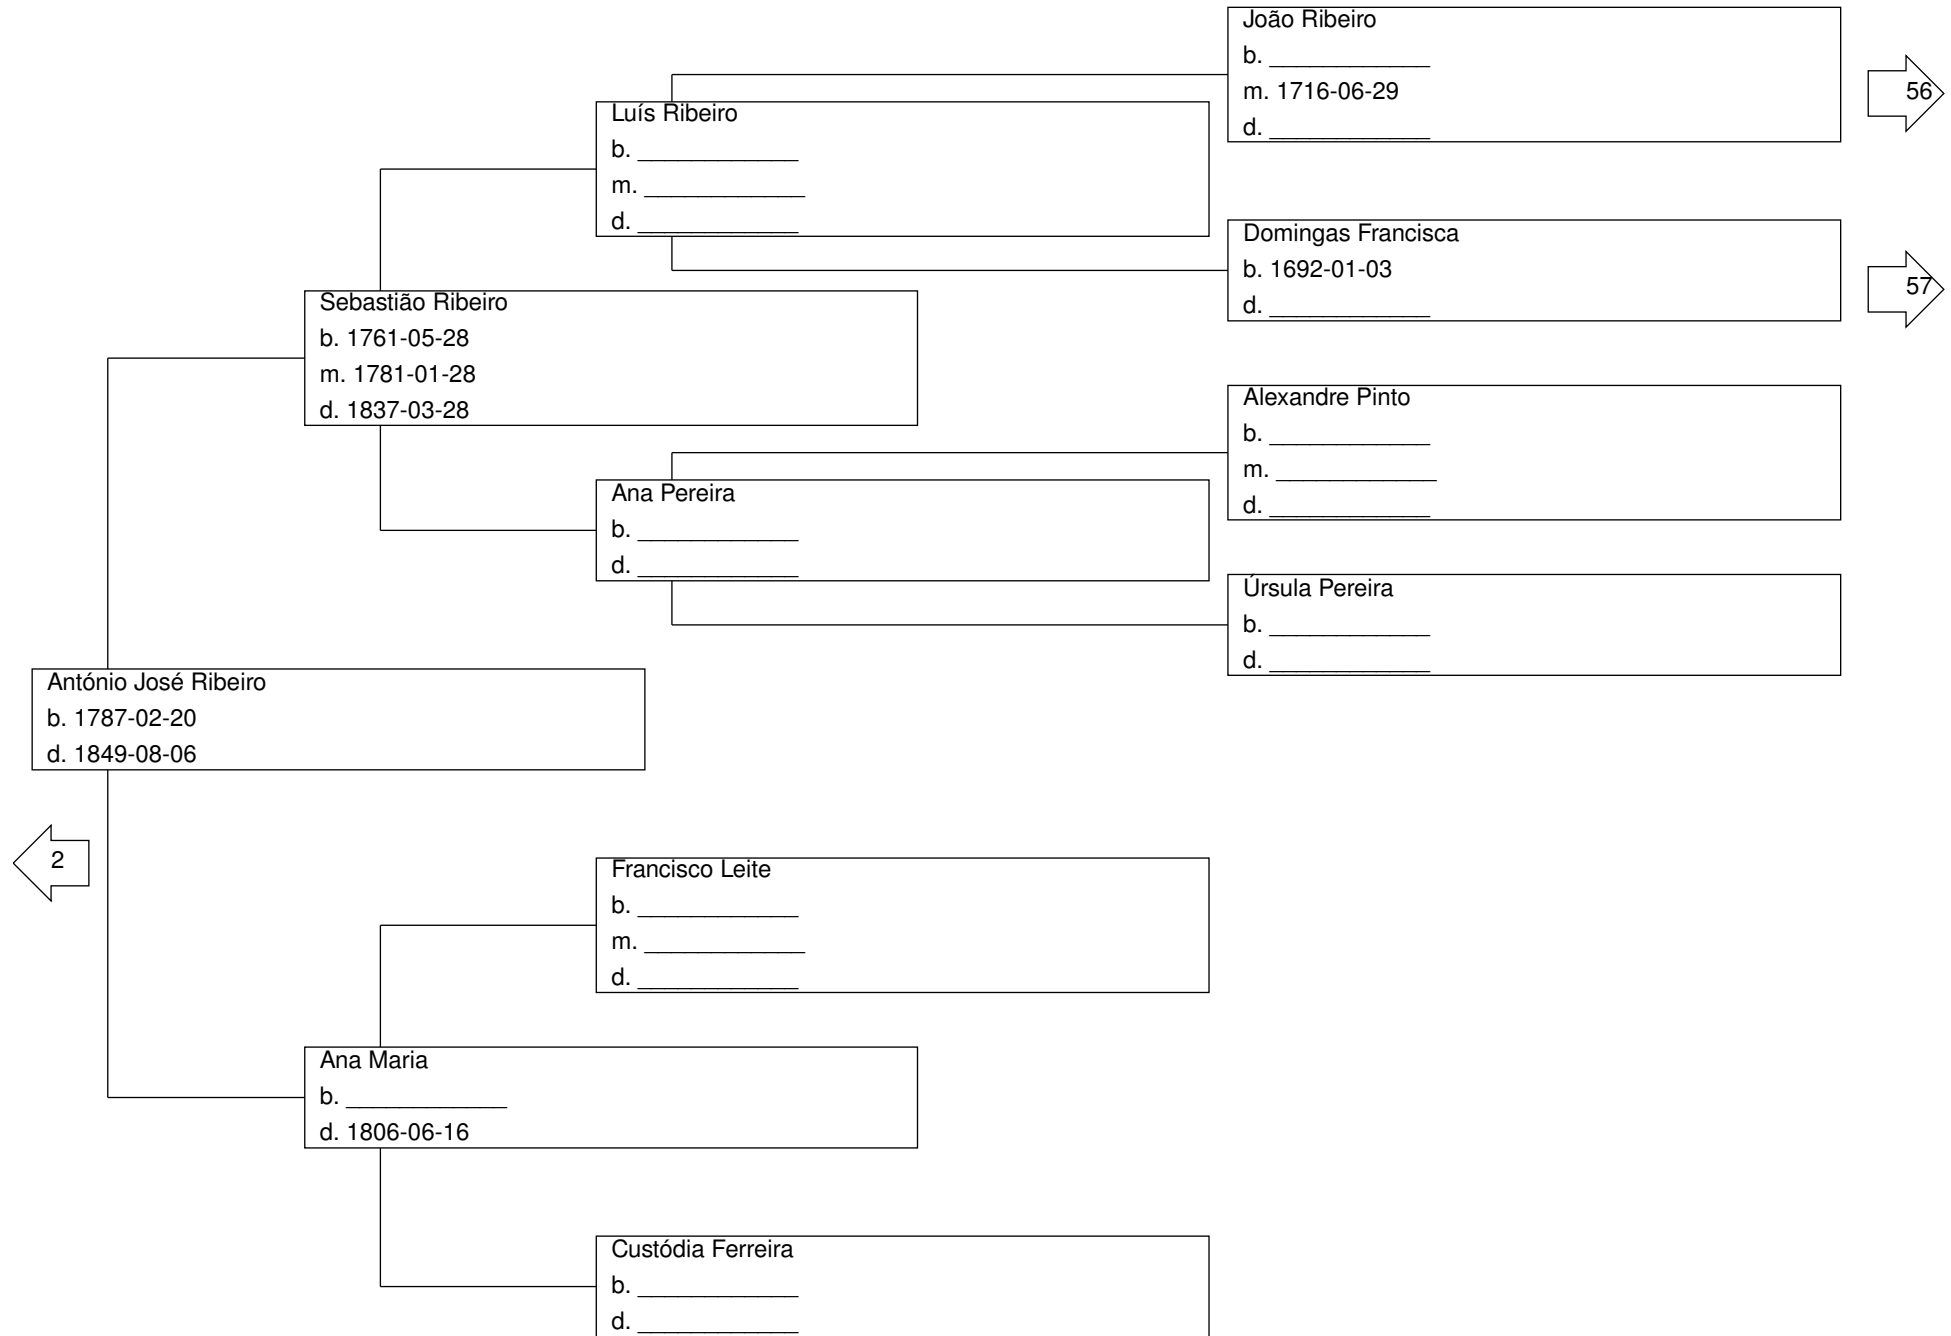 João Ribeiro
b. ____________
m. 1716-06-29
d. ____________
56
Luís Ribeiro
b. ____________
m. ____________
d. ____________
Domingas Francisca
b. 1692-01-03
d. ____________
57
Sebastião Ribeiro
b. 1761-05-28
m. 1781-01-28
d. 1837-03-28
Alexandre Pinto
b. ____________
m. ____________
d. ____________
Ana Pereira
b. ____________
d. ____________
Úrsula Pereira
b. ____________
d. ____________
António José Ribeiro
b. 1787-02-20
d. 1849-08-06
2
Francisco Leite
b. ____________
m. ____________
d. ____________
Ana Maria
b. ____________
d. 1806-06-16
Custódia Ferreira
b. ____________
d. ____________